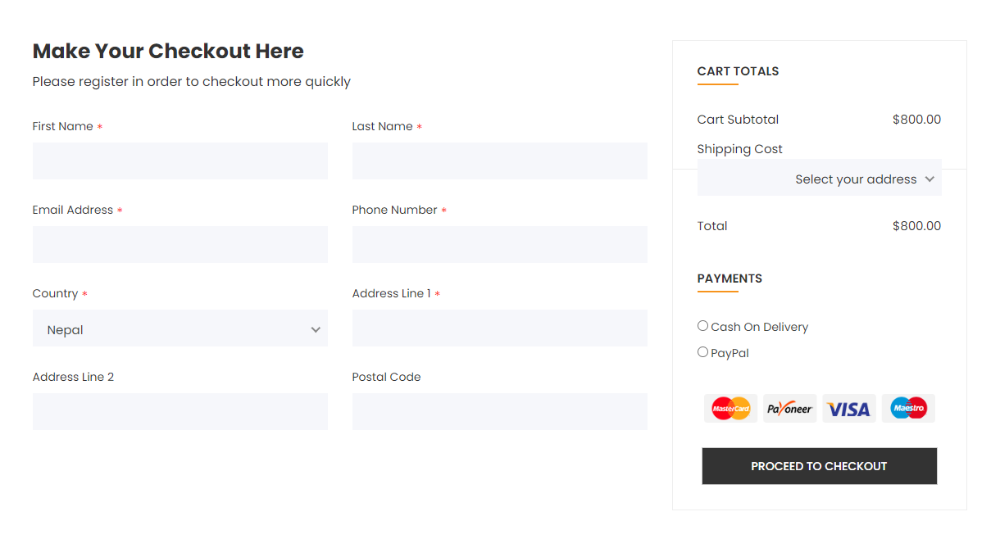 Make Your Checkout Here
Please register in order to checkout more quickly
First Name *
Last Name *
Email Address *
Phone Number *
Country *
Address Line 1 *
Nepal
Address Line 2
Postal Code
CART TOTALS
Cart Subtotal $800.00
Shipping Cost
Select your address
Total $800.00
PAYMENTS
Cash On Delivery
PayPal
MasterCard Payoneer VISA Maestro
PROCEED TO CHECKOUT